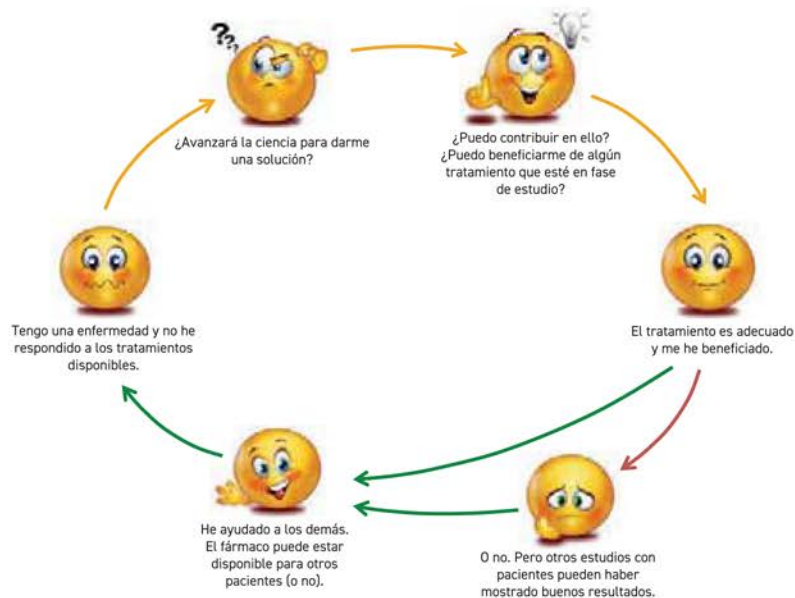 ???
¿Avanzará la ciencia para darme
una solución?
¿Puedo contribuir en ello?
¿Puedo beneficiarme de algún
tratamiento que esté en fase
de estudio?
Tengo una enfermedad y no he
respondido a los tratamientos
disponibles.
El tratamiento es adecuado
y me he beneficiado.
He ayudado a los demás.
El fármaco puede estar
disponible para otros
pacientes (o no).
O no. Pero otros estudios con
pacientes pueden haber
mostrado buenos resultados.